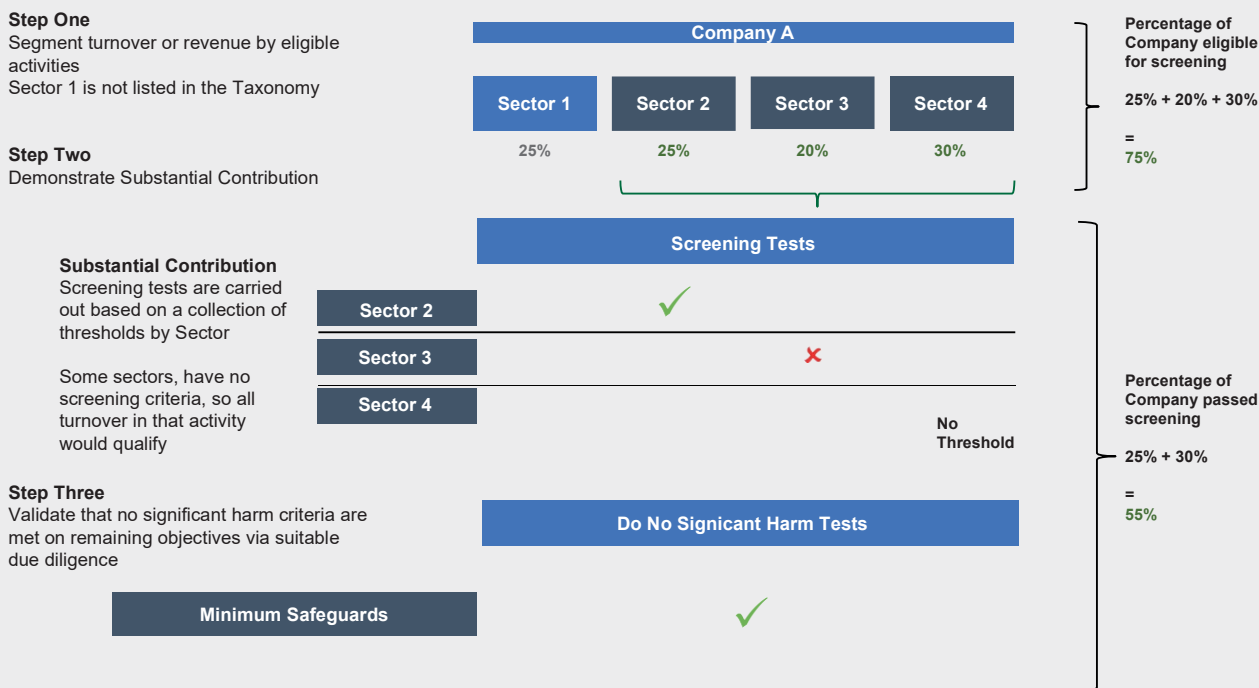 Step One
Segment turnover or revenue by eligible
activities
Sector 1 is not listed in the Taxonomy
Company A
Sector 1
Sector 2
Sector 3
Sector 4
25%
25%
20%
30%
Percentage of
Company eligible
for screening
25% + 20% + 30%
=
75%
Step Two
Demonstrate Substantial Contribution
Screening Tests
Substantial Contribution
Screening tests are carried
out based on a collection of
thresholds by Sector
Some sectors, have no
screening criteria, so all
turnover in that activity
would qualify
Sector 2
Sector 3
Sector 4
No
Threshold
Percentage of
Company passed
screening
25% + 30%
=
55%
Step Three
Validate that no significant harm criteria are
met on remaining objectives via suitable
due diligence
Do No Signicant Harm Tests
Minimum Safeguards